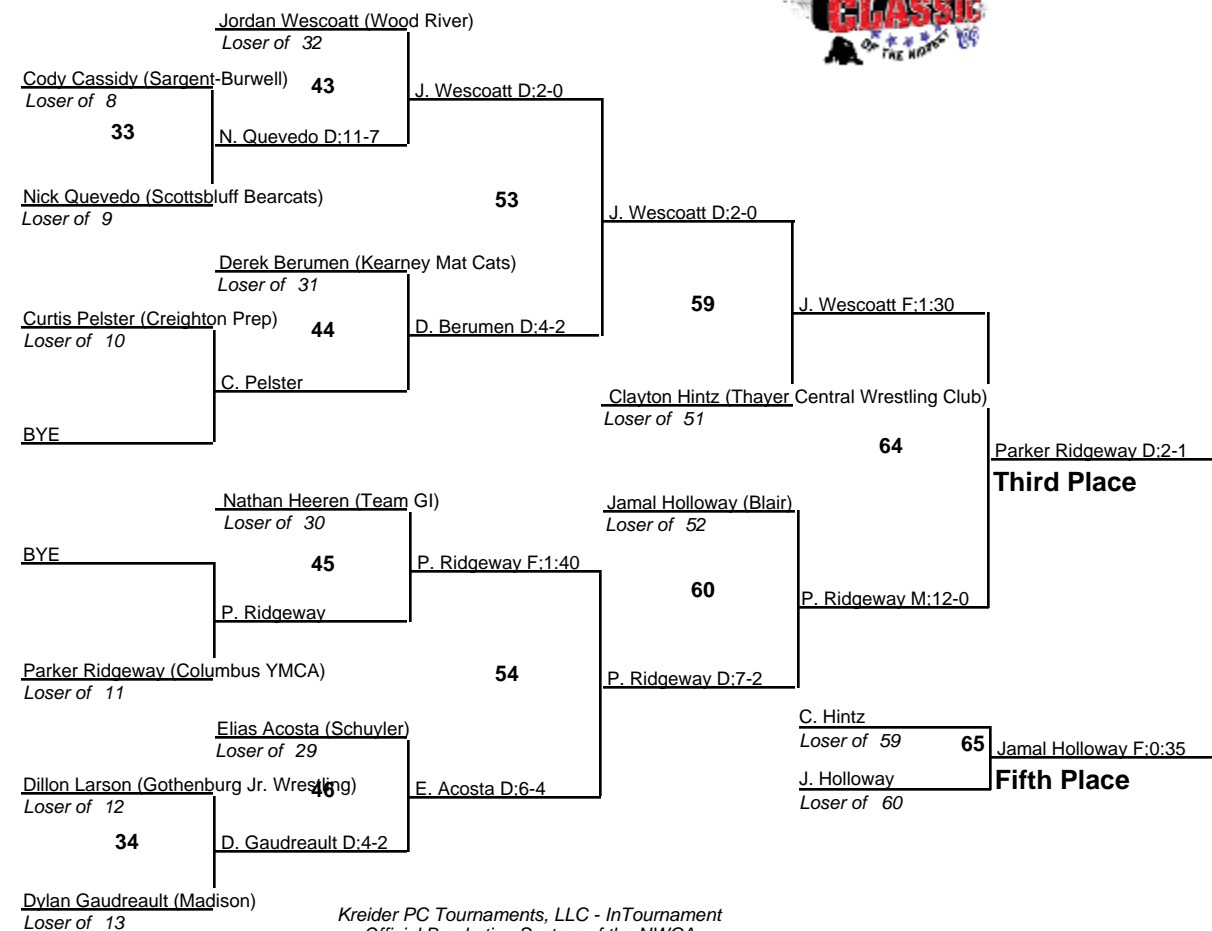 CLASSIC
OF THE MIDWEST
Jordan Wescoatt (Wood River)
Loser of 32
Cody Cassidy (Sargent-Burwell)
Loser of 8
43
J. Wescoatt D;2-0
33
N. Quevedo D;11-7
Nick Quevedo (Scottsbluff Bearcats)
Loser of 9
53
J. Wescoatt D;2-0
Derek Berumen (Kearney Mat Cats)
Loser of 31
Curtis Pelster (Creighton Prep)
Loser of 10
44
D. Berumen D;4-2
59
J. Wescoatt F;1:30
C. Pelster
Clayton Hintz (Thayer Central Wrestling Club)
Loser of 51
BYE
64
Parker Ridgeway D;2-1
Third Place
Nathan Heeren (Team GI)
Loser of 30
Jamal Holloway (Blair)
Loser of 52
BYE
45
P. Ridgeway F;1:40
60
P. Ridgeway M;12-0
P. Ridgeway
Parker Ridgeway (Columbus YMCA)
Loser of 11
54
P. Ridgeway D;7-2
Elias Acosta (Schuyler)
Loser of 29
C. Hintz
Loser of 59
65
Jamal Holloway F;0:35
Fifth Place
J. Holloway
Loser of 60
Dillon Larson (Gothenburg Jr. Wrestling)
Loser of 12
46
E. Acosta D;6-4
34
D. Gaudreault D;4-2
Dylan Gaudreault (Madison)
Loser of 13
Kreider PC Tournaments, LLC - InTournament